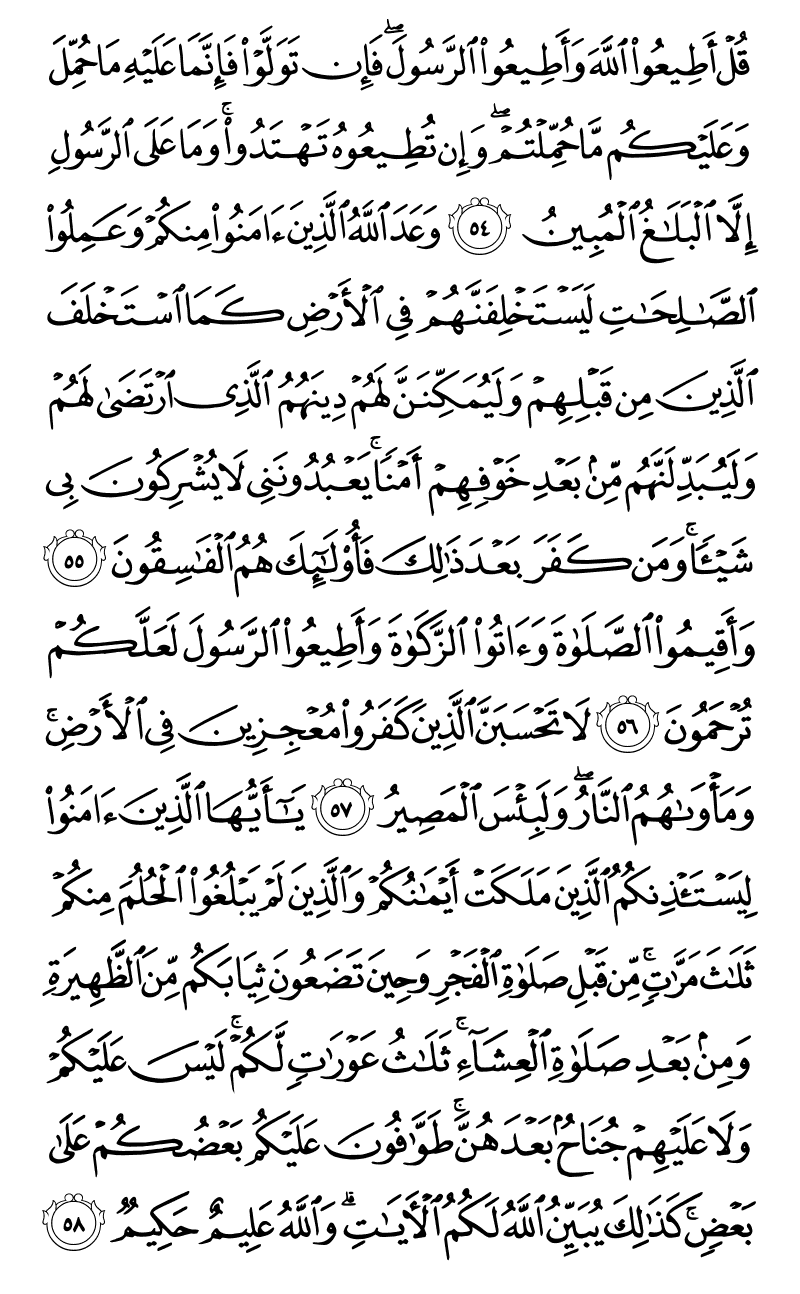 قُلۡ أَطِيعُواْ ٱللَّهَ وَأَطِيعُواْ ٱلرَّسُولَۖ فَإِن تَوَلَّوۡاْ فَإِنَّمَا عَلَيۡهِ مَا حُمِّلَ
وَعَلَيۡكُم مَّا حُمِّلۡتُمۡۖ وَإِن تُطِيعُوهُ تَهۡتَدُواْۚ وَمَا عَلَى ٱلرَّسُولِ
إِلَّا ٱلۡبَلَٰغُ ٱلۡمُبِينُ ٥٤ وَعَدَ ٱللَّهُ ٱلَّذِينَ ءَامَنُواْ مِنكُمۡ وَعَمِلُواْ
ٱلصَّٰلِحَٰتِ لَيَسۡتَخۡلِفَنَّهُمۡ فِي ٱلۡأَرۡضِ كَمَا ٱسۡتَخۡلَفَ
ٱلَّذِينَ مِن قَبۡلِهِمۡ وَلَيُمَكِّنَنَّ لَهُمۡ دِينَهُمُ ٱلَّذِي ٱرۡتَضَىٰ لَهُمۡ
وَلَيُبَدِّلَنَّهُم مِّنۢ بَعۡدِ خَوۡفِهِمۡ أَمۡنٗاۚ يَعۡبُدُونَنِي لَا يُشۡرِكُونَ بِي
شَيۡـٔٗاۚ وَمَن كَفَرَ بَعۡدَ ذَٰلِكَ فَأُوْلَٰٓئِكَ هُمُ ٱلۡفَٰسِقُونَ ٥٥
وَأَقِيمُواْ ٱلصَّلَوٰةَ وَءَاتُواْ ٱلزَّكَوٰةَ وَأَطِيعُواْ ٱلرَّسُولَ لَعَلَّكُمۡ
تُرۡحَمُونَ ٥٦ لَا تَحۡسَبَنَّ ٱلَّذِينَ كَفَرُواْ مُعۡجِزِينَ فِي ٱلۡأَرۡضِۚ
وَمَأۡوَىٰهُمُ ٱلنَّارُۖ وَلَبِئۡسَ ٱلۡمَصِيرُ ٥٧ يَٰٓأَيُّهَا ٱلَّذِينَ ءَامَنُواْ
لِيَسۡتَـٔۡذِنكُمُ ٱلَّذِينَ مَلَكَتۡ أَيۡمَٰنُكُمۡ وَٱلَّذِينَ لَمۡ يَبۡلُغُواْ ٱلۡحُلُمَ مِنكُمۡ
ثَلَٰثَ مَرَّٰتٖۚ مِّن قَبۡلِ صَلَوٰةِ ٱلۡفَجۡرِ وَحِينَ تَضَعُونَ ثِيَابَكُم مِّنَ ٱلظَّهِيرَةِ
وَمِنۢ بَعۡدِ صَلَوٰةِ ٱلۡعِشَآءِۚ ثَلَٰثُ عَوۡرَٰتٖ لَّكُمۡۚ لَيۡسَ عَلَيۡكُمۡ
وَلَا عَلَيۡهِمۡ جُنَاحُۢ بَعۡدَهُنَّۚ طَوَّٰفُونَ عَلَيۡكُم بَعۡضُكُمۡ عَلَىٰ
بَعۡضٖۚ كَذَٰلِكَ يُبَيِّنُ ٱللَّهُ لَكُمُ ٱلۡأٓيَٰتِۗ وَٱللَّهُ عَلِيمٌ حَكِيمٞ ٥٨